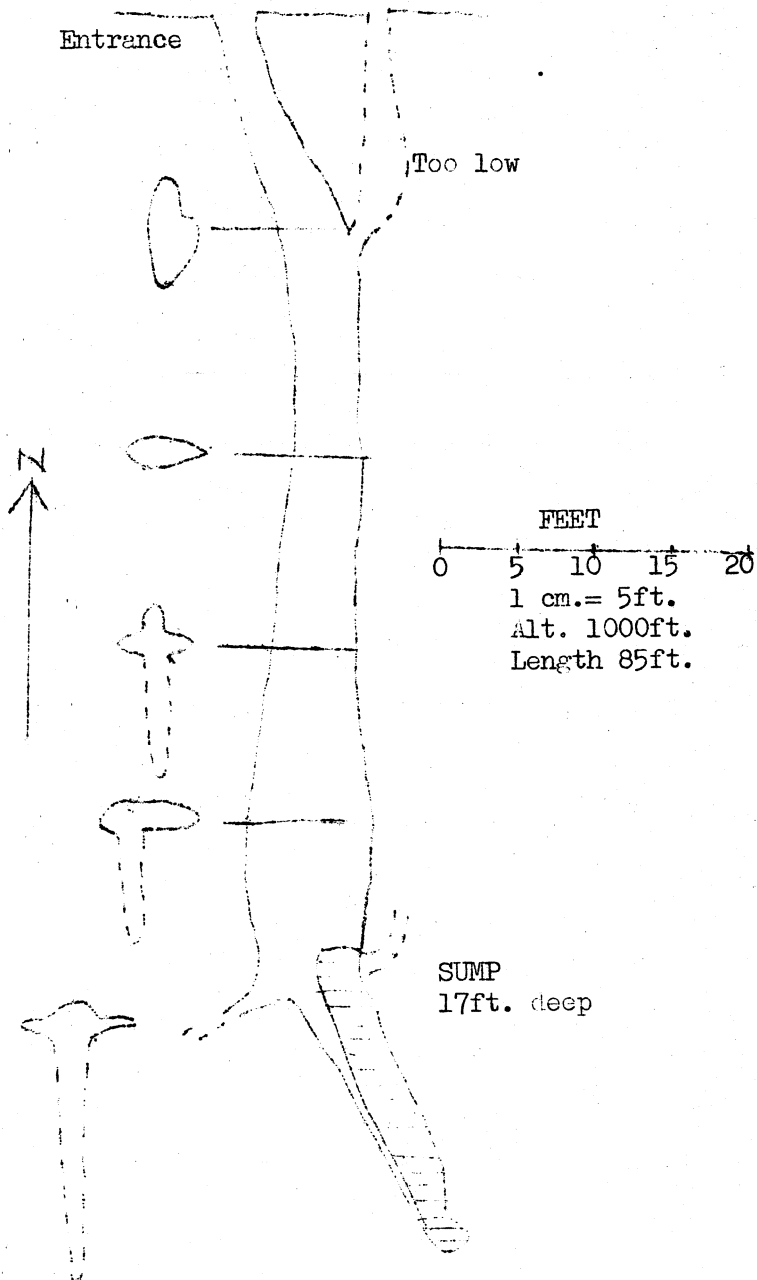 Entrance
Too low
N
FEET
0 5 10 15 20
1 cm.= 5ft.
Alt. 1000ft.
Length 85ft.
SUMP
17ft. deep